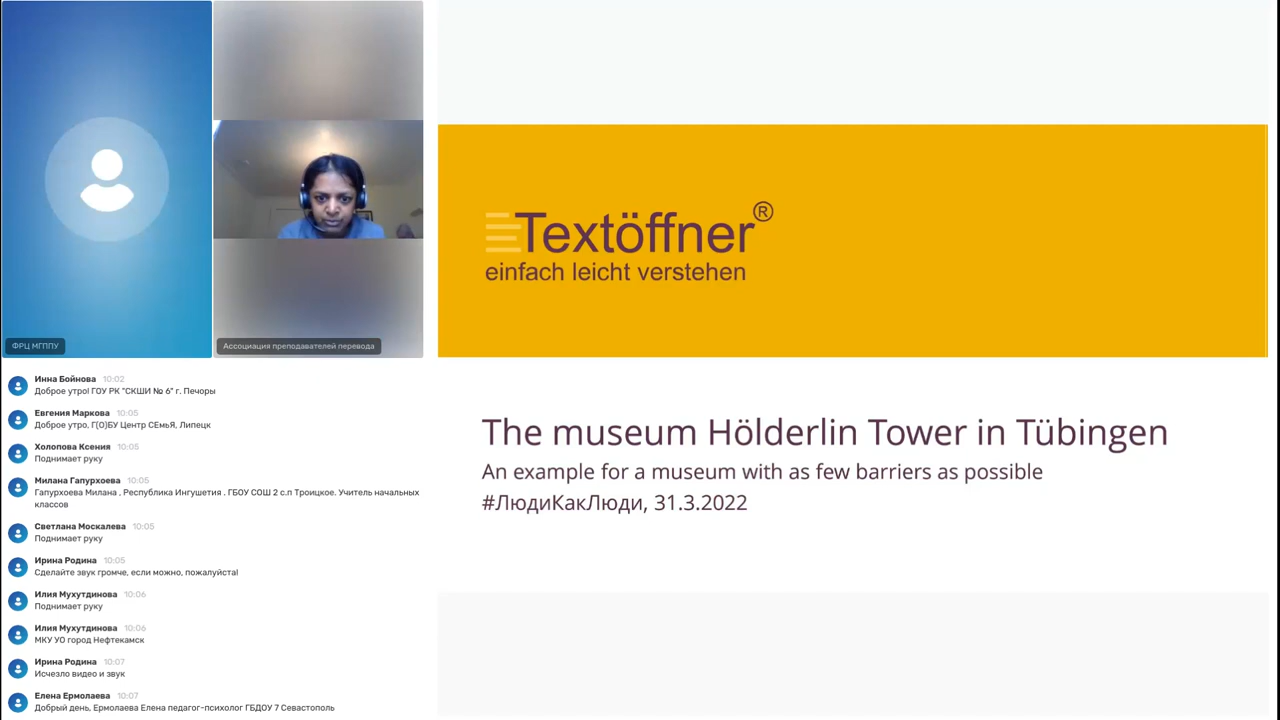 ФРЦ МГППУ
Ассоциация преподавателей перевода
Инна Бойнова 10:02
Доброе утро! ГОУ РК "СКШИ № 6" г. Печоры
Евгения Маркова 10:05
Доброе утро, Г(О)БУ Центр СЕмьЯ, Липецк
Холопова Ксения 10:05
Поднимает руку
Милана Гапурхоева 10:05
Гапурхоева Милана , Республика Ингушетия . ГБОУ СОШ 2 с.п Троицкое. Учитель начальных
классов
Светлана Москалева 10:05
Поднимает руку
Ирина Родина 10:05
Сделайте звук громче, если можно, пожалуйста!
Илия Мухутдинова 10:06
Поднимает руку
Илия Мухутдинова 10:06
МКУ УО город Нефтекамск
Ирина Родина 10:07
Исчезло видео и звук
Елена Ермолаева 10:07
Добрый день, Ермолаева Елена педагог-психолог ГБДОУ 7 Севастополь
Textöffner®
einfach leicht verstehen
The museum Hölderlin Tower in Tübingen
An example for a museum with as few barriers as possible
#ЛюдиКакЛюди, 31.3.2022